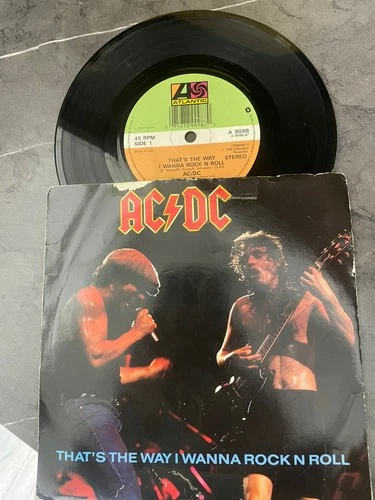 ATLANTIC
45 RPM
SIDE 1
A 9098
THAT'S THE WAY
I WANNA ROCK N ROLL
STEREO
AC/DC
AC/DC
THAT'S THE WAY I WANNA ROCK N ROLL